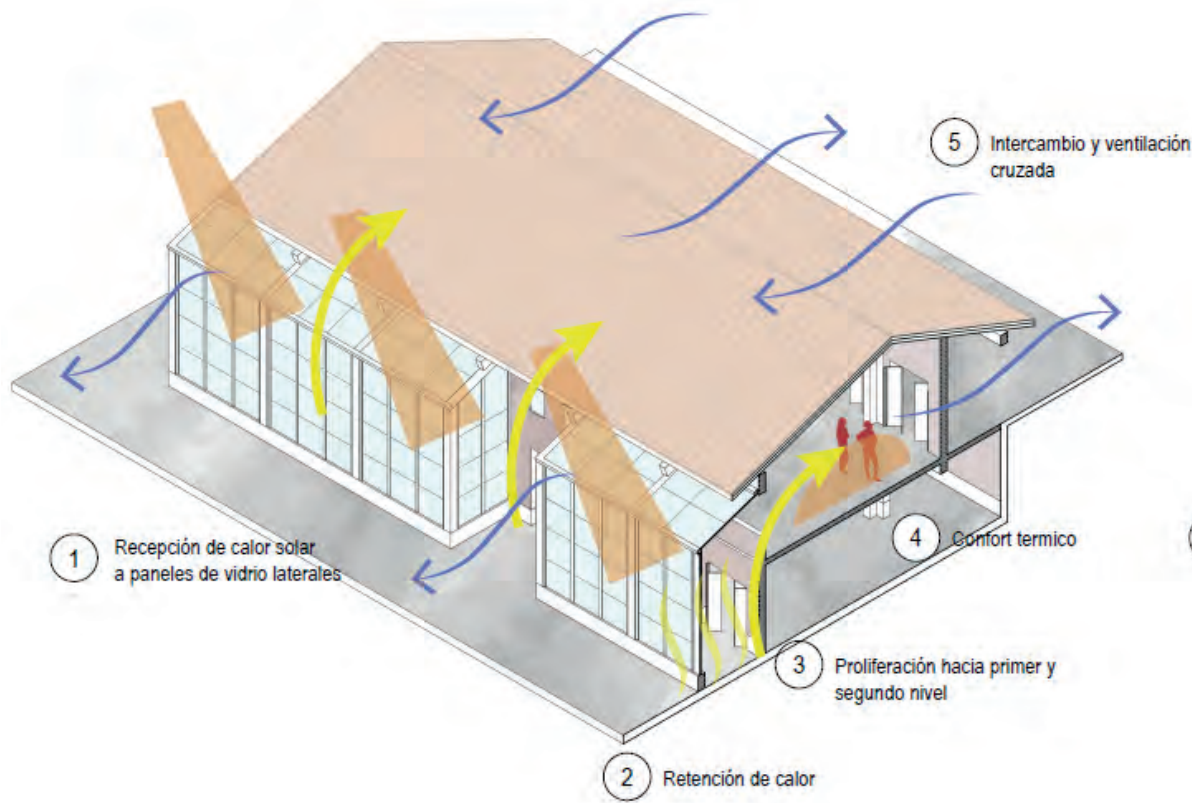 5 Intercambio y ventilación
cruzada
1 Recepción de calor solar
a paneles de vidrio laterales
4 Confort termico
3 Proliferación hacia primer y
segundo nivel
2 Retención de calor